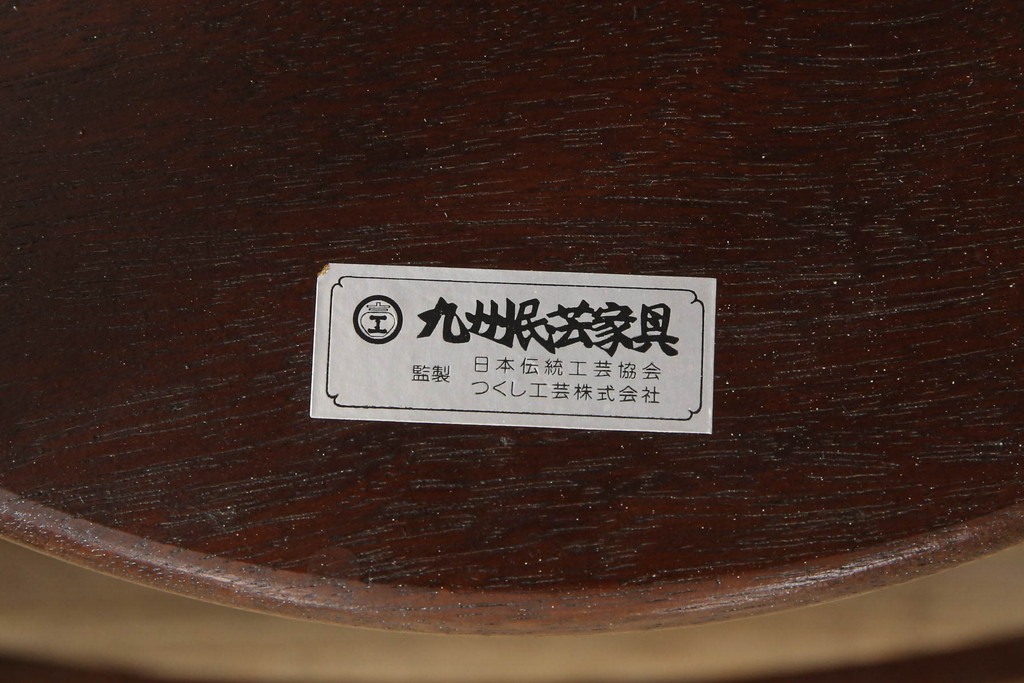 九州民芸家具
監製 日本伝統工芸協会
つくし工芸株式会社